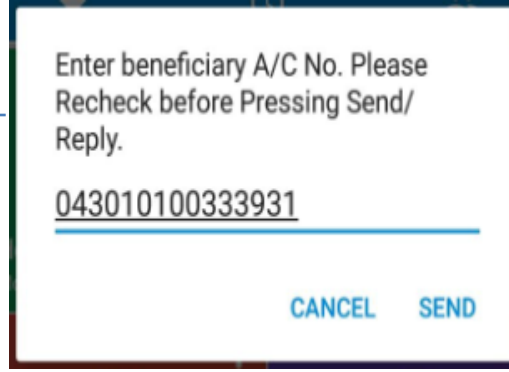 Enter beneficiary A/C No. Please
Recheck before Pressing Send/
Reply.
043010100333931
CANCEL SEND